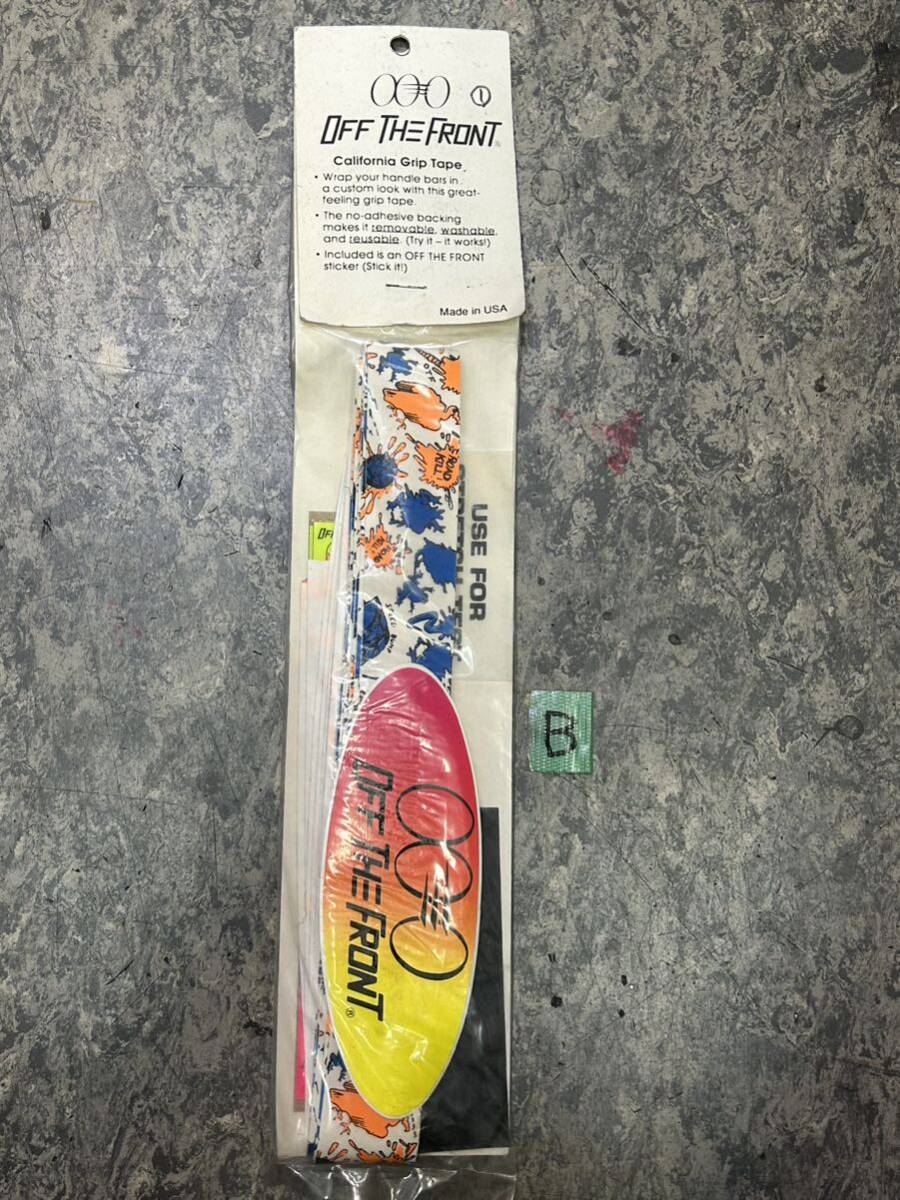 OFF THE FRONT®
California Grip Tape
• Wrap your handle bars in
a custom look with this great-
feeling grip tape.
• The no-adhesive backing
makes it removable, washable,
and reusable. (Try it – it works!)
• Included is an OFF THE FRONT
sticker (Stick it!)
Made in USA
ROAD
KILL
ROAD
KILL
USE FOR
OFF THE FRONT®
B